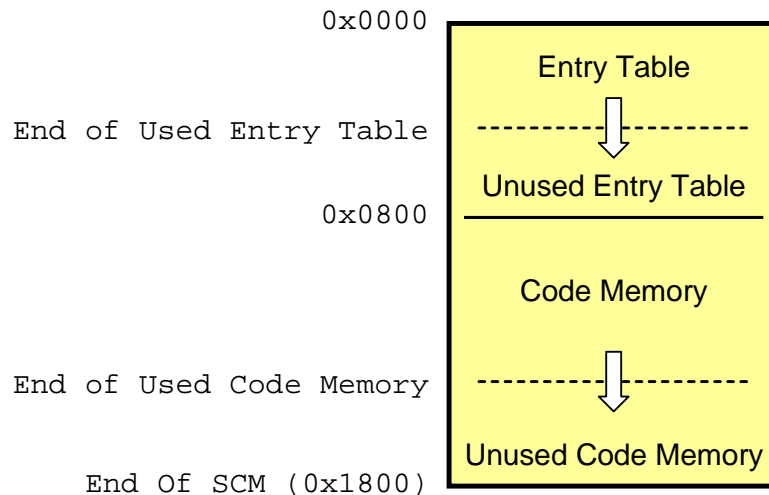 0x0000
Entry Table
End of Used Entry Table
Unused Entry Table
0x0800
Code Memory
End of Used Code Memory
Unused Code Memory
End Of SCM (0x1800)